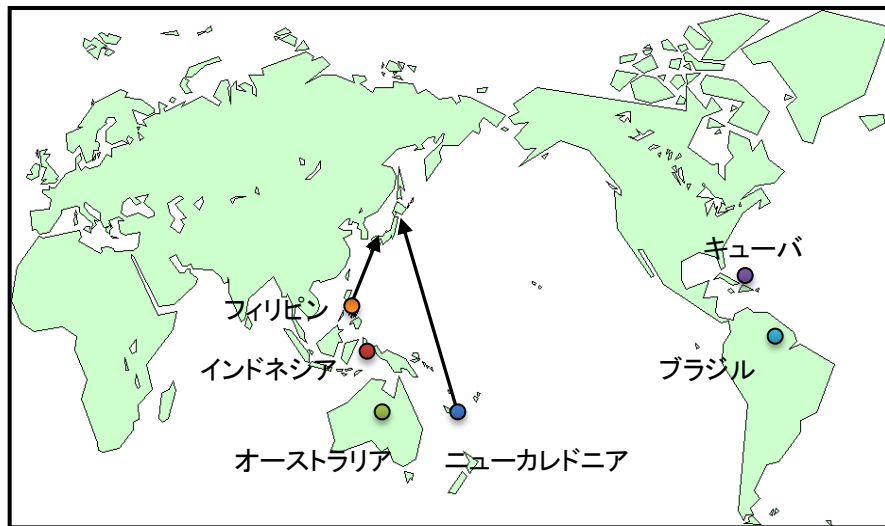 キューバ
フィリピン
インドネシア
ブラジル
オーストラリア
ニューカレドニア